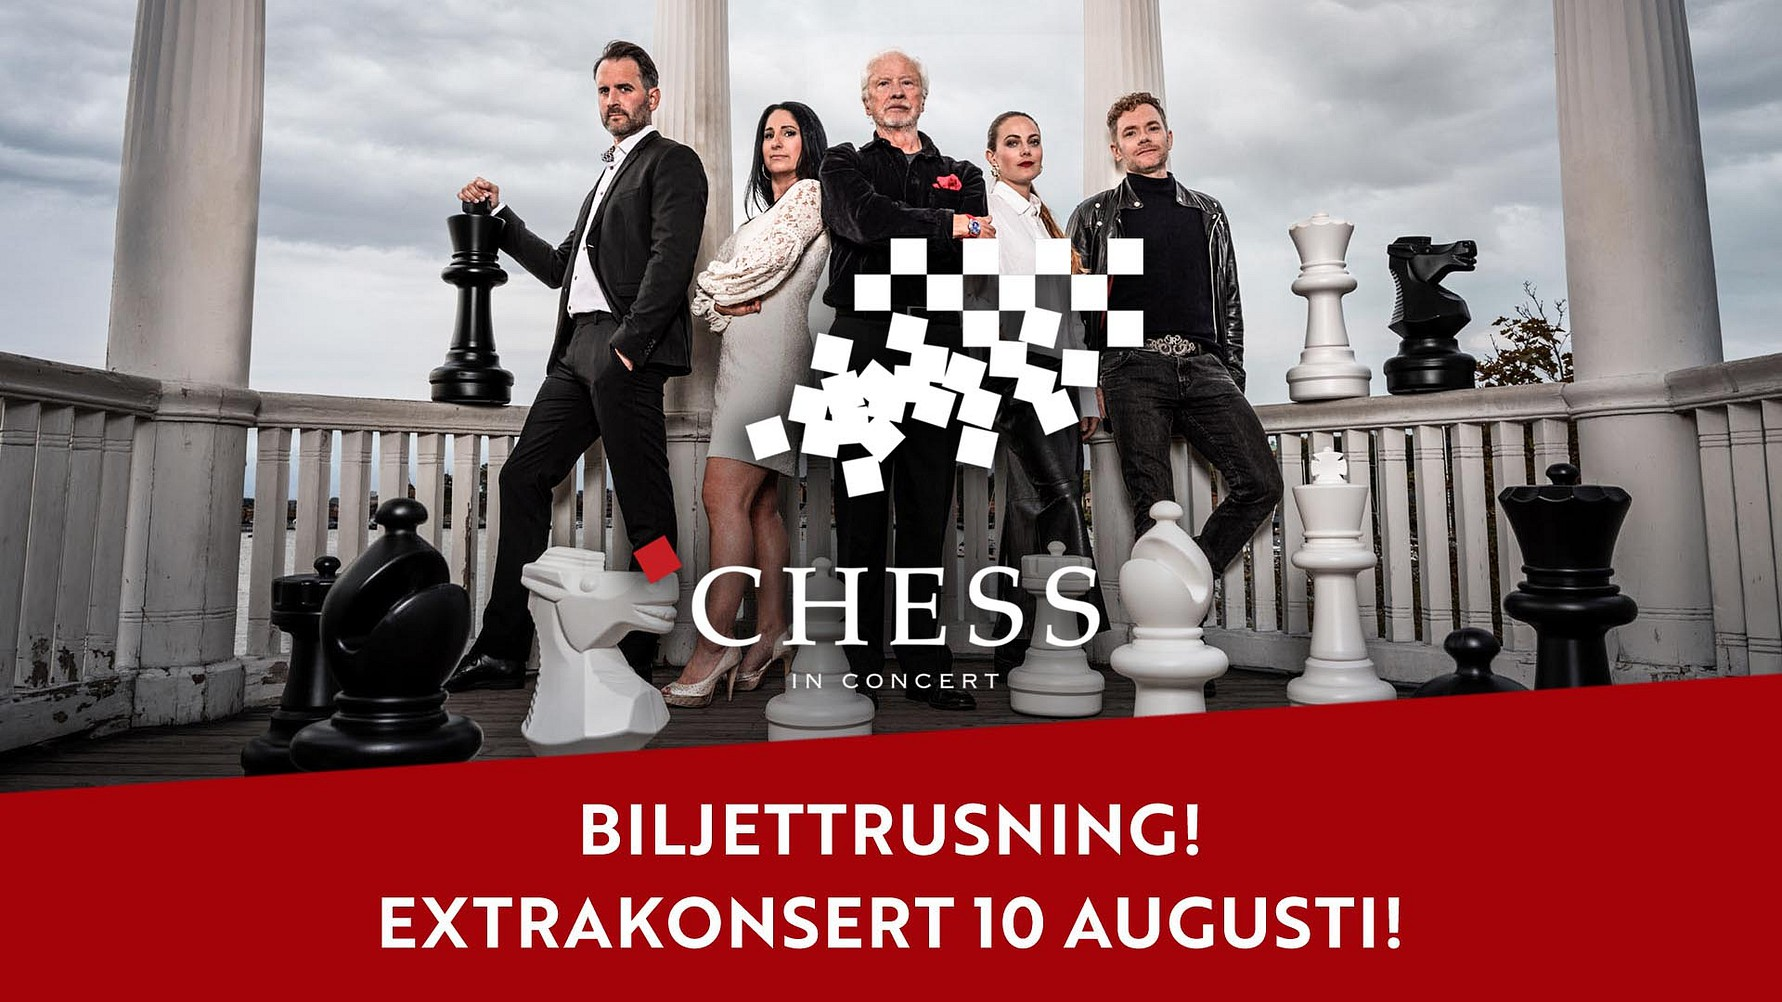 CHESS
IN CONCERT
BILJETTRUSNING!
EXTRAKONSERT 10 AUGUSTI!